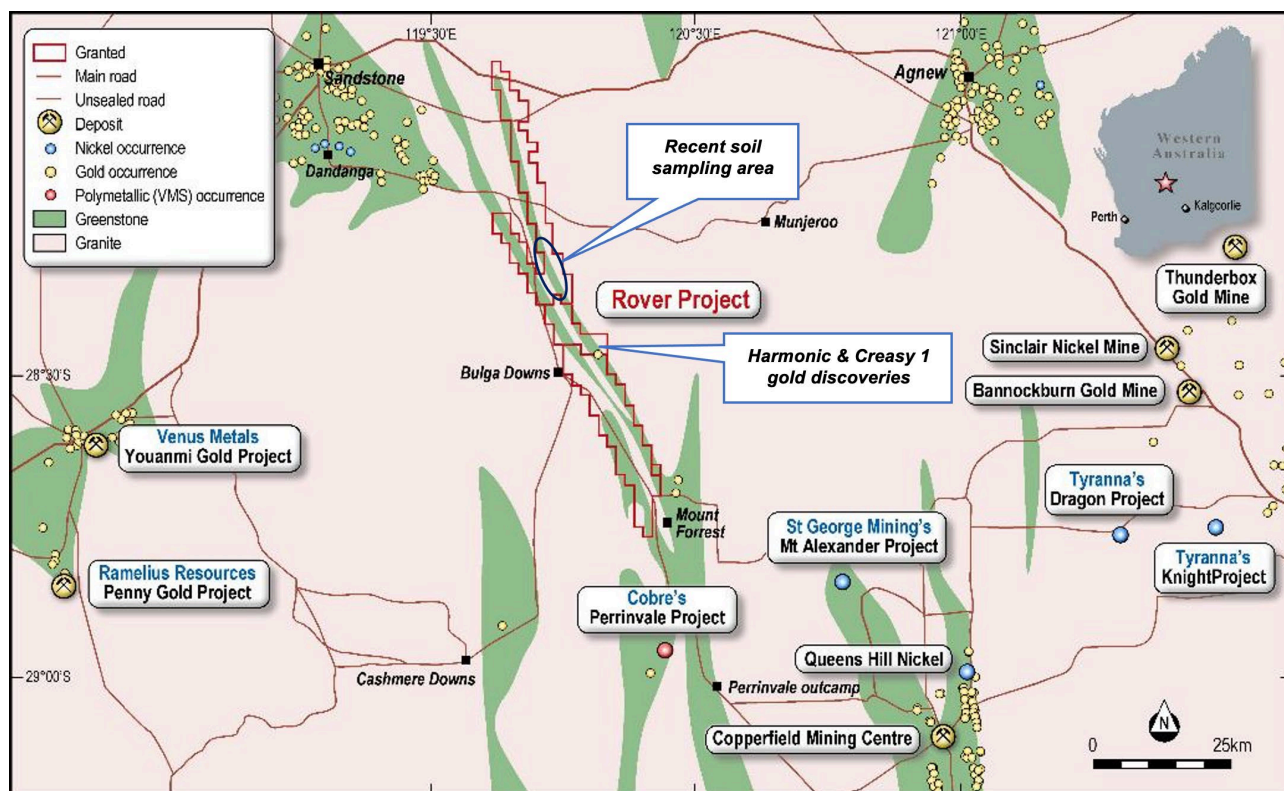 119°30'E
120°30'E
121°00'E
Granted
Main road
Unsealed road
Deposit
Nickel occurrence
Gold occurrence
Polymetallic (VMS) occurrence
Greenstone
Granite
Sandstone
Dandanga
Agnew
Recent soil
sampling area
Munjeroo
Western
Australia
Perth
Kalgoorlie
Thunderbox
Gold Mine
Rover Project
Sinclair Nickel Mine
Harmonic & Creasy 1
gold discoveries
Bulga Downs
28°30'S
Bannockburn Gold Mine
Venus Metals
Youanmi Gold Project
Tyranna's
Dragon Project
Mount
Forrest
St George Mining's
Mt Alexander Project
Tyranna's
KnightProject
Ramelius Resources
Penny Gold Project
Cobre's
Perrinvale Project
Queens Hill Nickel
Cashmere Downs
29°00'S
Perrinvale outcamp
Copperfield Mining Centre
N
0
25km